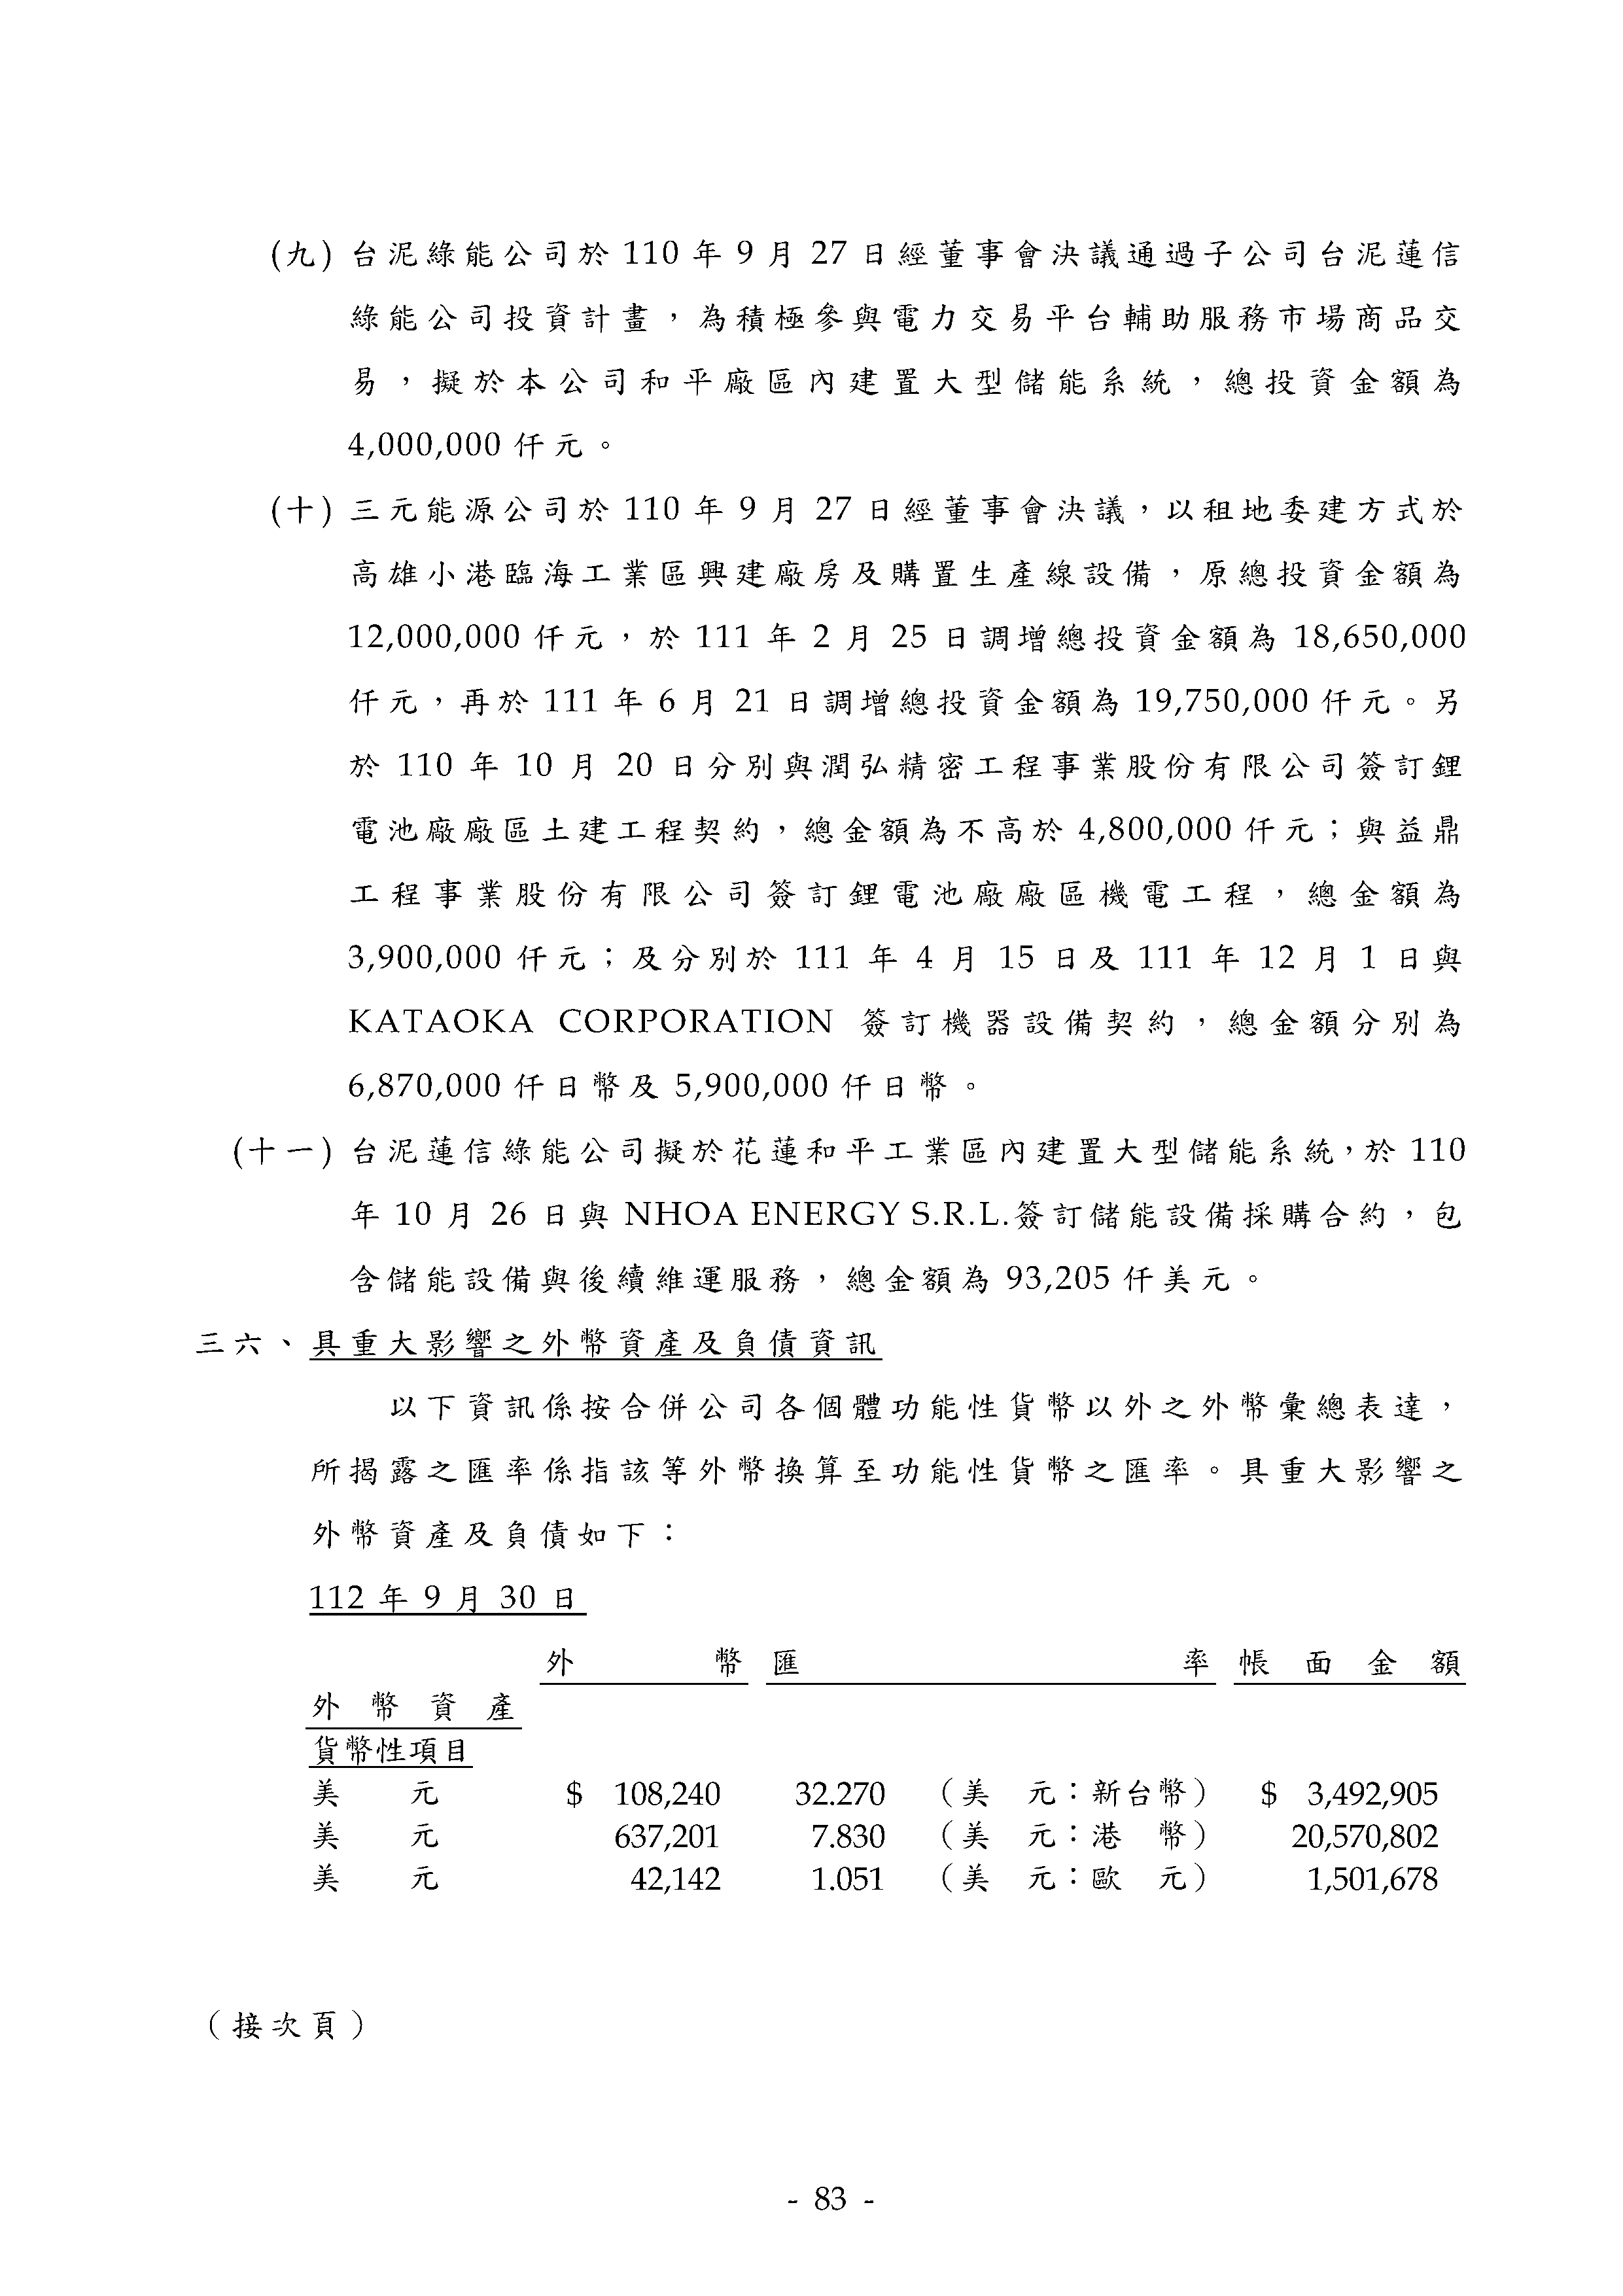 (九) 台泥綠能公司於 110 年 9 月 27 日經董事會決議通過子公司台泥蓮信
綠能公司投資計畫，為積極參與電力交易平台輔助服務市場商品交
易，擬於本公司和平廠區內建置大型儲能系統，總投資金額為
4,000,000 仟元。
(十) 三元能源公司於 110 年 9 月 27 日經董事會決議，以租地委建方式於
高雄小港臨海工業區興建廠房及購置生產線設備，原總投資金額為
12,000,000 仟元，於 111 年 2 月 25 日調增總投資金額為 18,650,000
仟元，再於 111 年 6 月 21 日調增總投資金額為 19,750,000 仟元。另
於 110 年 10 月 20 日分別與潤弘精密工程事業股份有限公司簽訂鋰
電池廠廠區土建工程契約，總金額為不高於 4,800,000 仟元；與益鼎
工程事業股份有限公司簽訂鋰電池廠廠區機電工程，總金額為
3,900,000 仟元；及分別於 111 年 4 月 15 日及 111 年 12 月 1 日與
KATAOKA CORPORATION 簽訂機器設備契約，總金額分別為
6,870,000 仟日幣及 5,900,000 仟日幣。
(十一) 台泥蓮信綠能公司擬於花蓮和平工業區內建置大型儲能系統，於 110
年 10 月 26 日與 NHOA ENERGY S.R.L.簽訂儲能設備採購合約，包
含儲能設備與後續維運服務，總金額為 93,205 仟美元。
三六、具重大影響之外幣資產及負債資訊
以下資訊係按合併公司各個體功能性貨幣以外之外幣彙總表達，
所揭露之匯率係指該等外幣換算至功能性貨幣之匯率。具重大影響之
外幣資產及負債如下：
112 年 9 月 30 日
外幣 匯率 帳面金額
外幣資產
貨幣性項目
美元 $ 108,240 32.270 （美 元：新台幣） $ 3,492,905
美元 637,201 7.830 （美 元：港 幣） 20,570,802
美元 42,142 1.051 （美 元：歐 元） 1,501,678
（接次頁）
- 83 -